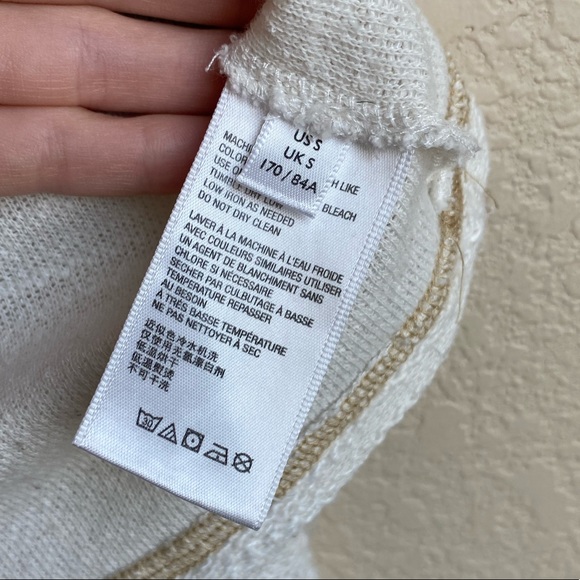 US S
UK S
170/84A
MACHI
COLOR H LIKE
USE O BLEACH
TUMBLE DRY LOW
LOW IRON AS NEEDED
DO NOT DRY CLEAN
LAVER À LA MACHINE À L'EAU FROIDE
AVEC COULEURS SIMILAIRES UTILISER
UN AGENT DE BLANCHIMENT SANS
CHLORE SI NÉCESSAIRE
SÉCHER PAR CULBUTAGE À BASSE
TEMPÉRATURE REPASSER
AU BESOIN
À TRÈS BASSE TEMPÉRATURE
NE PAS NETTOYER À SEC
近似色冷水机洗
仅使用无氯漂白剂
低温烘干
低温熨烫
不可干洗